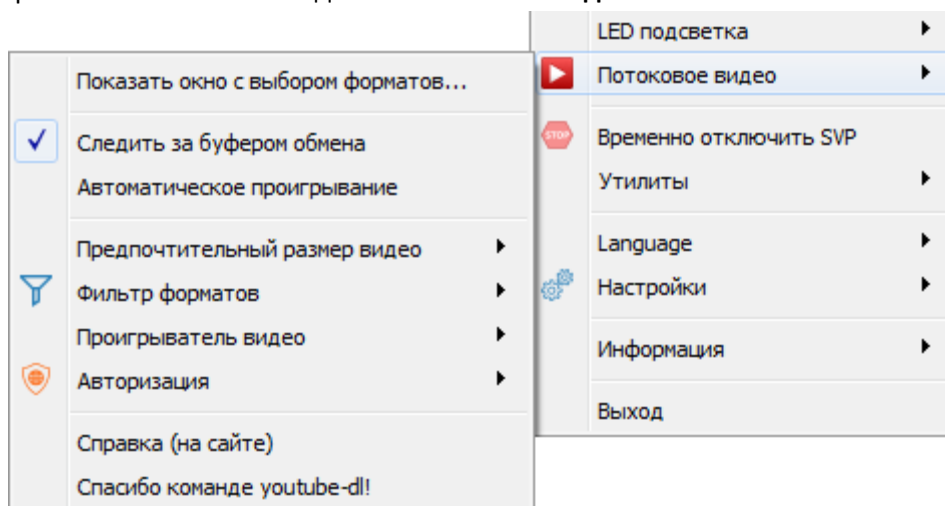 LED подсветка
Потоковое видео
Временно отключить SVP
Утилиты
Language
Настройки
Информация
Выход
Показать окно с выбором форматов...
Следить за буфером обмена
Автоматическое проигрывание
Предпочтительный размер видео
Фильтр форматов
Проигрыватель видео
Авторизация
Справка (на сайте)
Спасибо команде youtube-dl!
STOP